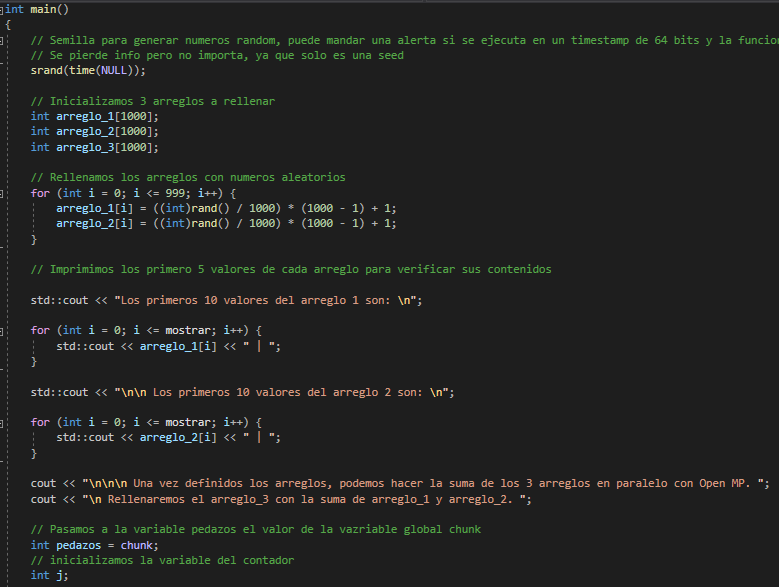 int main()
{
// Semilla para generar numeros random, puede mandar una alerta si se ejecuta en un timestamp de 64 bits y la
// Se pierde info pero no importa, ya que solo es una seed
srand(time(NULL));
// Inicializamos 3 arreglos a rellenar
int arreglo_1[1000];
int arreglo_2[1000];
int arreglo_3[1000];
// Rellenamos los arreglos con numeros aleatorios
for (int i = 0; i <= 999; i++) {
arreglo_1[i] = ((int)rand() / 1000) * (1000 - 1) + 1;
arreglo_2[i] = ((int)rand() / 1000) * (1000 - 1) + 1;
}
// Imprimimos los primero 5 valores de cada arreglo para verificar sus contenidos
std::cout << "Los primeros 10 valores del arreglo 1 son: \n";
for (int i = 0; i <= mostrar; i++) {
std::cout << arreglo_1[i] << " | ";
}
std::cout << "\n\n Los primeros 10 valores del arreglo 2 son: \n";
for (int i = 0; i <= mostrar; i++) {
std::cout << arreglo_2[i] << " | ";
}
cout << "\n\n\n Una vez definidos los arreglos, podemos hacer la suma de los 3 arreglos en paralelo con Open MP. ";
cout << "\n Rellenaremos el arreglo_3 con la suma de arreglo_1 y arreglo_2. ";
// Pasamos a la variable pedazos el valor de la vazriable global chunk
int pedazos = chunk;
// inicializamos la variable del contador
int j;